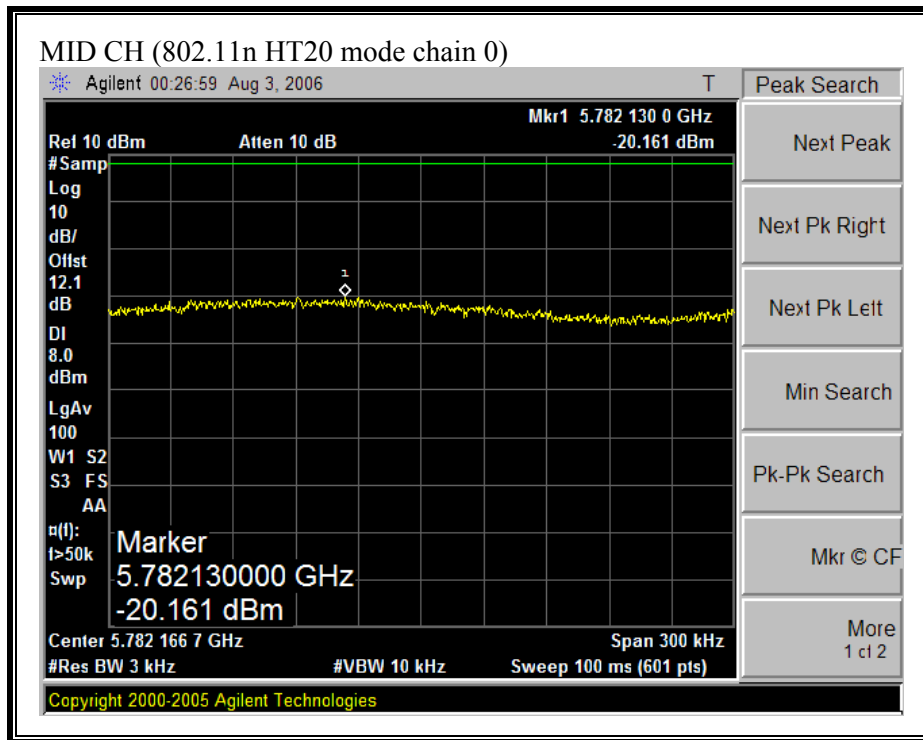 MID CH (802.11n HT20 mode chain 0)
Agilent 00:26:59 Aug 3, 2006 T
Peak Search
Mkr1 5.782 130 0 GHz
Ref 10 dBm Atten 10 dB -20.161 dBm
#Samp
Log
10
dB/
Offst
12.1
dB
DI
8.0
dBm
LgAv
100
W1 S2
S3 FS
AA
¤(f):
f>50k
Swp
1
Marker
5.782130000 GHz
-20.161 dBm
Center 5.782 166 7 GHz Span 300 kHz
#Res BW 3 kHz #VBW 10 kHz Sweep 100 ms (601 pts)
Copyright 2000-2005 Agilent Technologies
Next Peak
Next Pk Right
Next Pk Left
Min Search
Pk-Pk Search
Mkr © CF
More
1 of 2